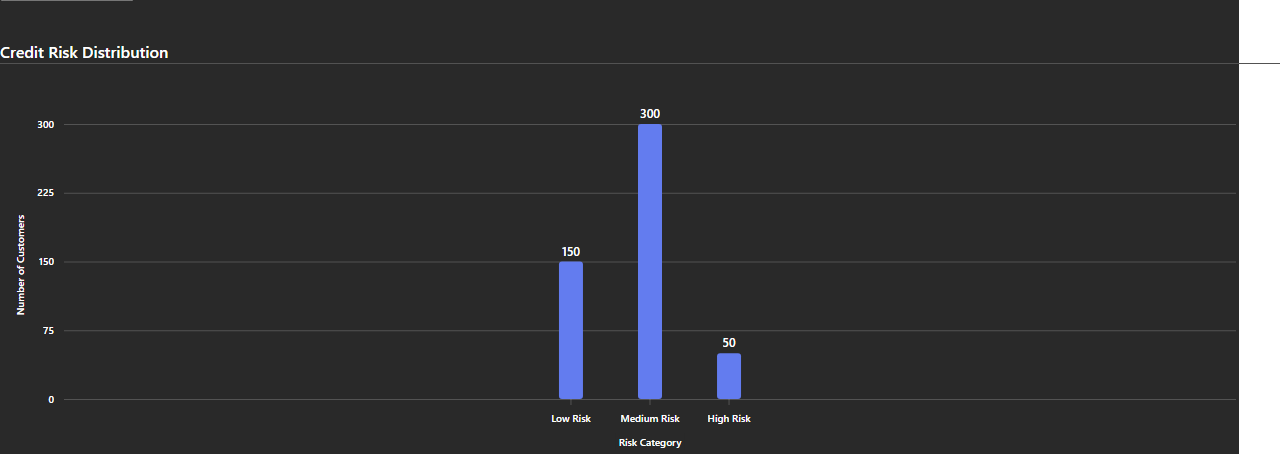 Credit Risk Distribution
300
300
225
Number of Customers
150
150
75
50
0
Low Risk
Medium Risk
High Risk
Risk Category